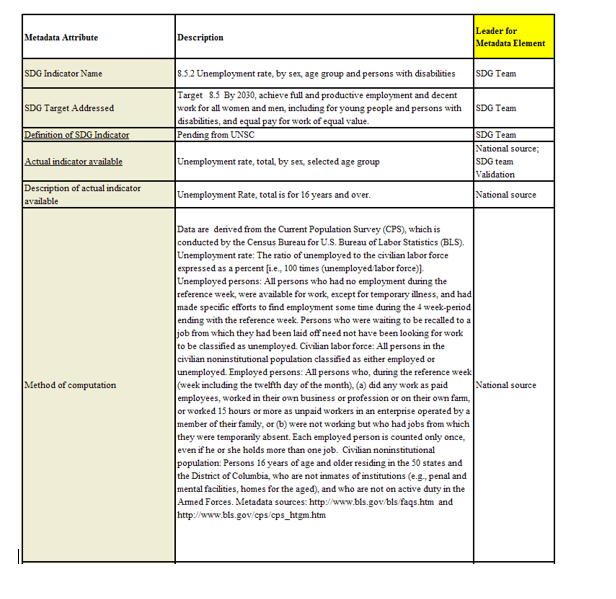 Leader for
Metadata Attribute Description Metadata Element
SDG Indicator Name 8.5.2 Unemployment rate, by sex, age group and persons with disabilities SDG Team
Target 8.5 By 2030, achieve full and productive employment and decent
SDG Target Addressed work for all women and men, including for young people and persons with SDG Team
disabilities, and equal pay for work of equal value.
Definition of SDG Indicator Pending from UNSC SDG Team
National source;
Actual indicator available Unemployment rate, total, by sex, selected age group SDG team
Validation
Description of actual indicator
available Unemployment Rate, total is for 16 years and over. National source
Data are derived from the Current Population Survey (CPS), which is
conducted by the Census Bureau for U.S. Bureau of Labor Statistics (BLS).
Unemployment rate: The ratio of unemployed to the civilian labor force
expressed as a percent [i.e., 100 times (unemployed/labor force)].
Unemployed persons: All persons who had no employment during the
reference week, were available for work, except for temporary illness, and had
made specific efforts to find employment some time during the 4 week-period
ending with the reference week. Persons who were waiting to be recalled to a
job from which they had been laid off need not have been looking for work
to be classified as unemployed. Civilian labor force: All persons in the
civilian noninstitutional population classified as either employed or
unemployed. Employed persons: All persons who, during the reference week
Method of computation (week including the twelfth day of the month), (a) did any work as paid National source
employees, worked in their own business or profession or on their own farm,
or worked 15 hours or more as unpaid workers in an enterprise operated by a
member of their family, or (b) were not working but who had jobs from which
they were temporarily absent. Each employed person is counted only once,
even if he or she holds more than one job. Civilian noninstitutional
population: Persons 16 years of age and older residing in the 50 states and
the District of Columbia, who are not inmates of institutions (e.g., penal and
mental facilities, homes for the aged), and who are not on active duty in the
Armed Forces. Metadata sources: http://www.bls.gov/bls/faqs.htm and
http://www.bls.gov/cps/cps_htgm.htm